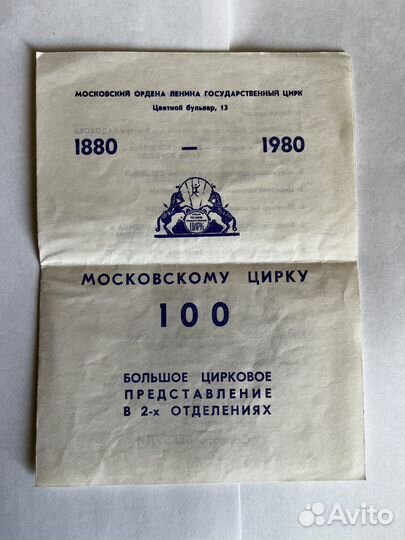 МОСКОВСКИЙ ОРДЕНА ЛЕНИНА ГОСУДАРСТВЕННЫЙ ЦИРК
Цветной бульвар, 13
1880 — 1980
ЦИРК
МОСКОВСКОМУ ЦИРКУ
100
БОЛЬШОЕ ЦИРКОВОЕ
ПРЕДСТАВЛЕНИЕ
В 2-х ОТДЕЛЕНИЯХ
Avito